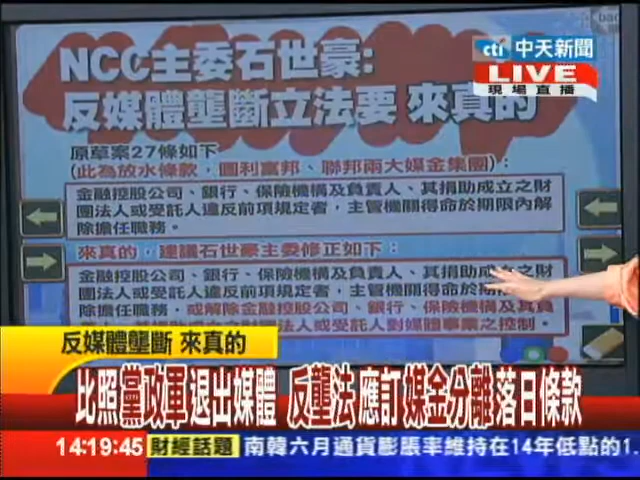 NCC主委石世豪:
反媒體壟斷立法要 來真的
cti 中天新聞
LIVE
現場直播
原草案27條如下
(此為放水條款，圖利富邦、聯邦兩大媒金集團)：
金融控股公司、銀行、保險機構及負責人、其捐助成立之財
團法人或受託人違反前項規定者，主管機關得命於期限內解
除擔任職務。
來真的，建議石世豪主委修正如下：
金融控股公司、銀行、保險機構及負責人、其捐助成立之財
團法人或受託人違反前項規定者，主管機關得命於期
除擔任職務，或解除金融控股公司、銀行、保險機構及其負
團法人或受託人對媒體事業之控制。
反媒體壟斷 來真的
比照黨政軍退出媒體 反壟法應訂媒金分離落日條款
14:19:45 財經話題 南韓六月通貨膨脹率維持在14年低點的1.